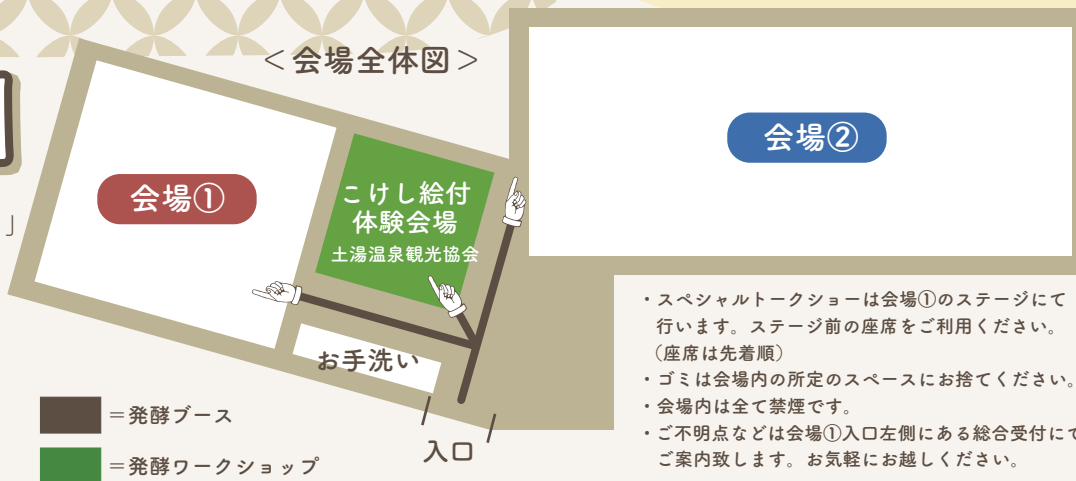 ＜会場全体図＞
」
会場①
こけし絵付
体験会場
土湯温泉観光協会
会場②
お手洗い
入口
＝発酵ブース
＝発酵ワークショップ
・スペシャルトークショーは会場①のステージにて
行います。ステージ前の座席をご利用ください。
（座席は先着順）
・ゴミは会場内の所定のスペースにお捨てください。
・会場内は全て禁煙です。
・ご不明点などは会場①入口左側にある総合受付にて
ご案内致します。お気軽にお越しください。